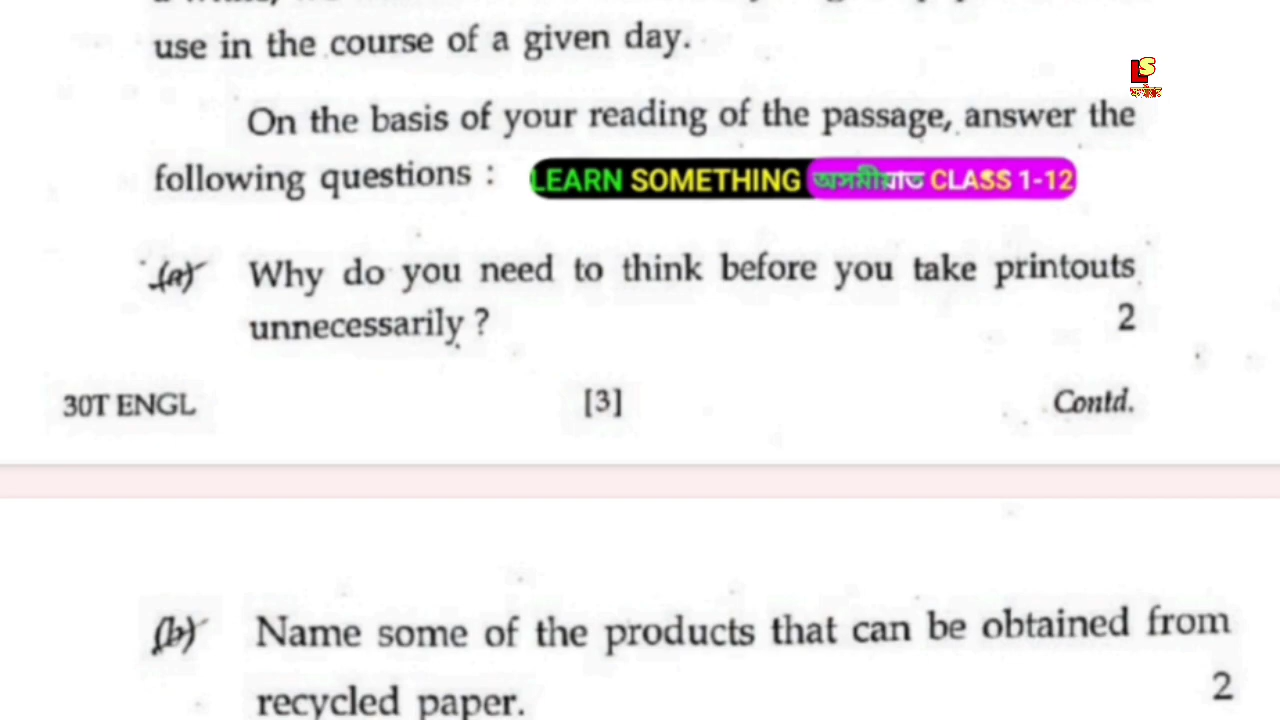 use in the course of a given day.
On the basis of your reading of the passage, answer the
following questions :
LEARN SOMETHING অসমীয়াত CLASS 1-12
LS
(a) Why do you need to think before you take printouts
unnecessarily ? 2
30T ENGL [3] Contd.
(b) Name some of the products that can be obtained from
recycled paper. 2